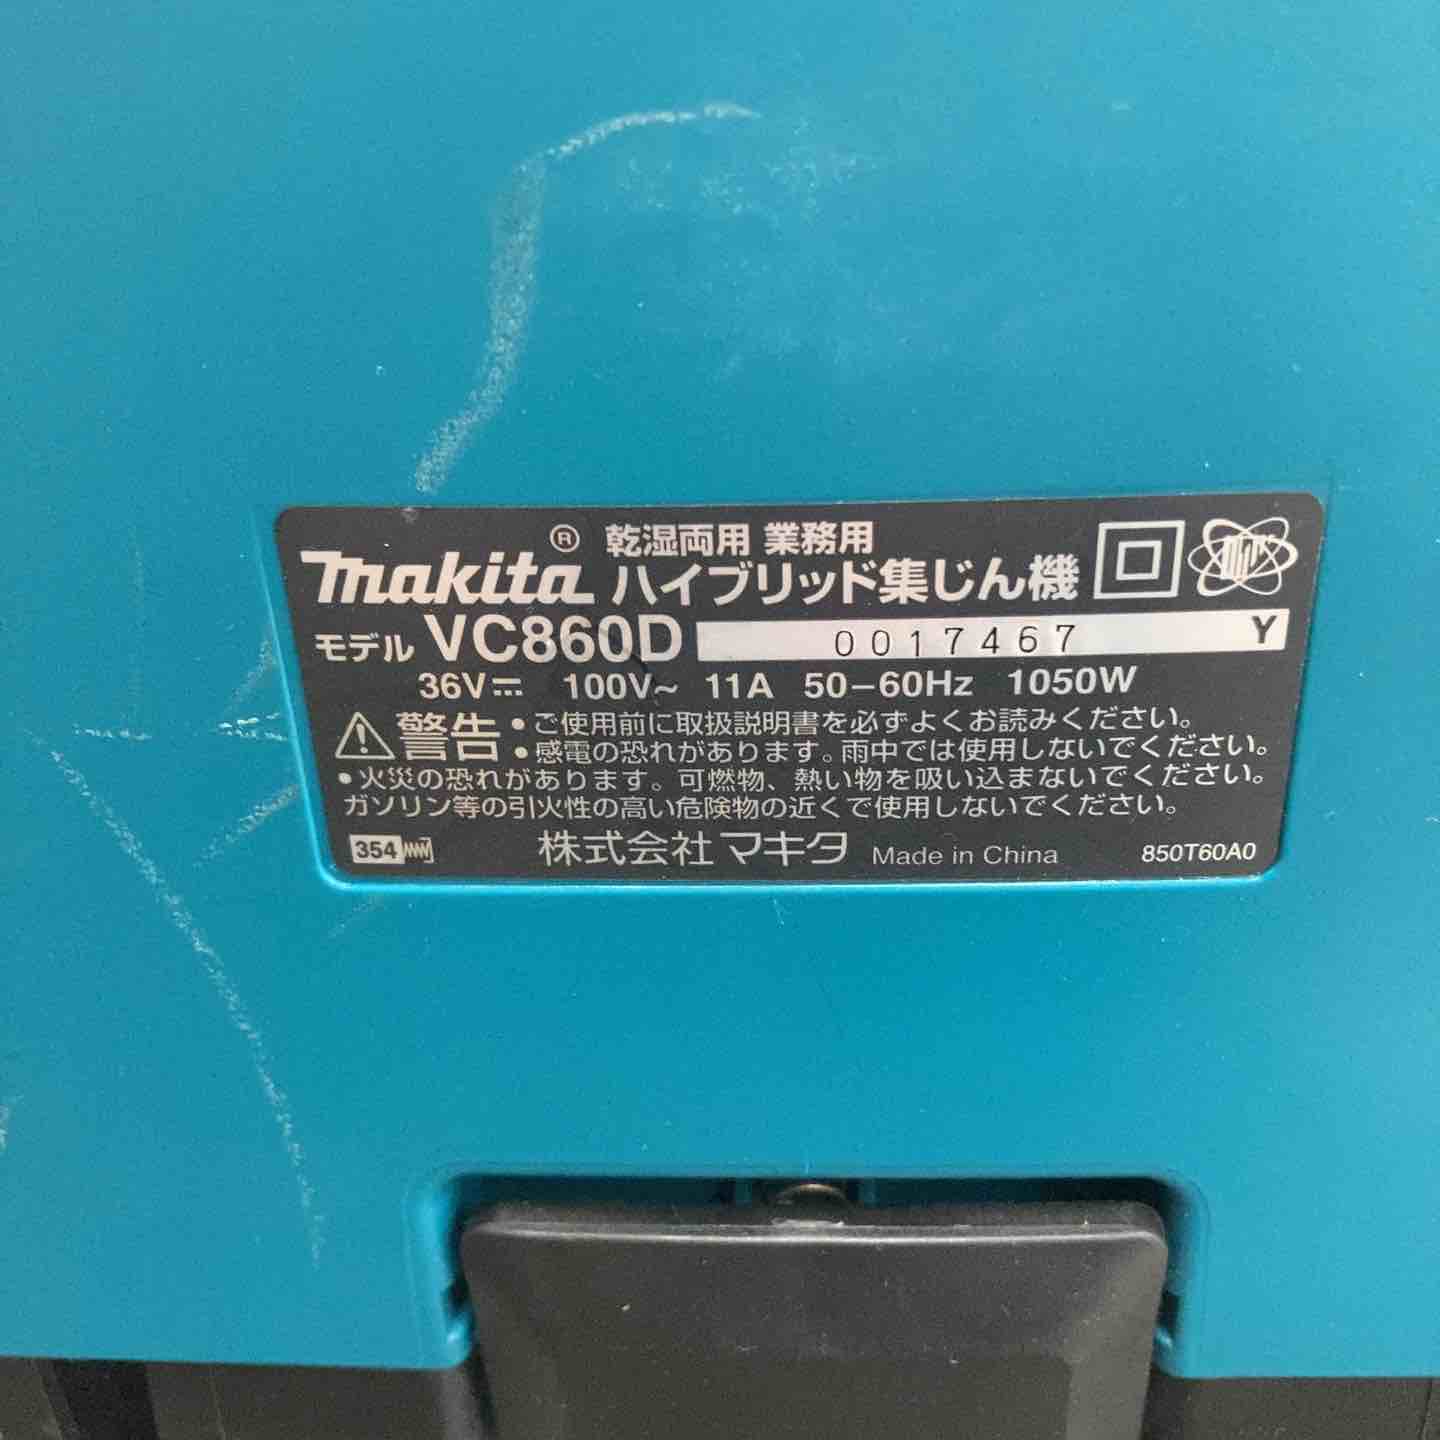 makita® 乾湿両用 業務用
ハイブリッド集じん機
モデル VC860D 0017467 Y
36V⎓ 100V～ 11A 50–60Hz 1050W
警告 •ご使用前に取扱説明書を必ずよくお読みください。
•感電の恐れがあります。雨中では使用しないでください。
•火災の恐れがあります。可燃物、熱い物を吸い込まないでください。
ガソリン等の引火性の高い危険物の近くで使用しないでください。
354 株式会社マキタ Made in China 850T60A0